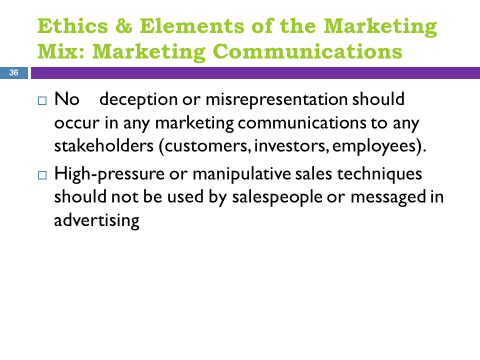 Ethics & Elements of the Marketing
Mix: Marketing Communications
36
No deception or misrepresentation should
occur in any marketing communications to any
stakeholders (customers, investors, employees).
High-pressure or manipulative sales techniques
should not be used by salespeople or messaged in
advertising